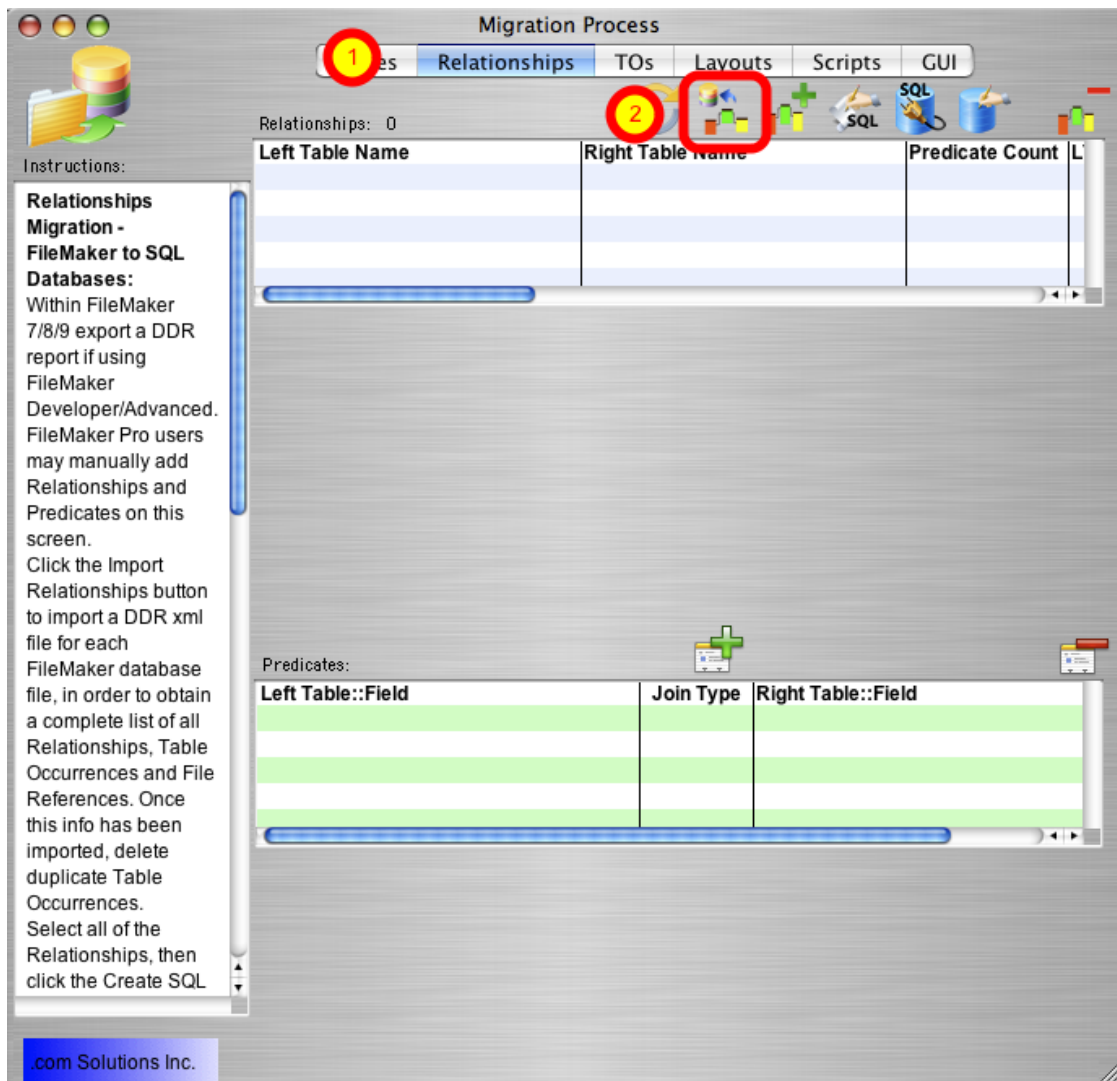 Migration Process
1
es
Relationships
TOs
Layouts
Scripts
GUI
2
SQL
SQL
Relationships: 0
Left Table Name
Right Table Name
Predicate Count
Instructions:
Relationships
Migration -
FileMaker to SQL
Databases:
Within FileMaker
7/8/9 export a DDR
report if using
FileMaker
Developer/Advanced.
FileMaker Pro users
may manually add
Relationships and
Predicates on this
screen.
Click the Import
Relationships button
to import a DDR xml
file for each
FileMaker database
file, in order to obtain
a complete list of all
Relationships, Table
Occurrences and File
References. Once
this info has been
imported, delete
duplicate Table
Occurrences.
Select all of the
Relationships, then
click the Create SQL
Predicates:
Left Table::Field
Join Type
Right Table::Field
.com Solutions Inc.